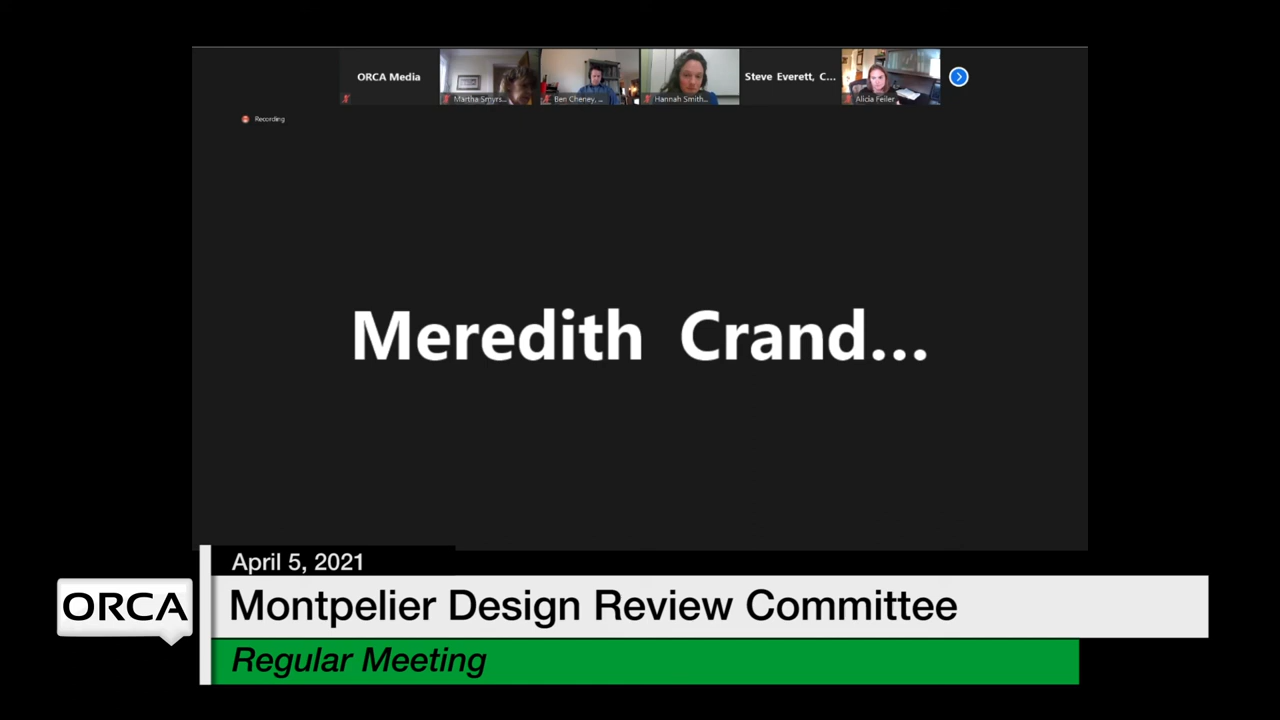 ORCA Media
Martha Smyrs...
Ben Cheney, ...
Hannah Smith...
Steve Everett, C...
Alicia Feiler
Recording
Meredith Crand...
April 5, 2021
ORCA
Montpelier Design Review Committee
Regular Meeting